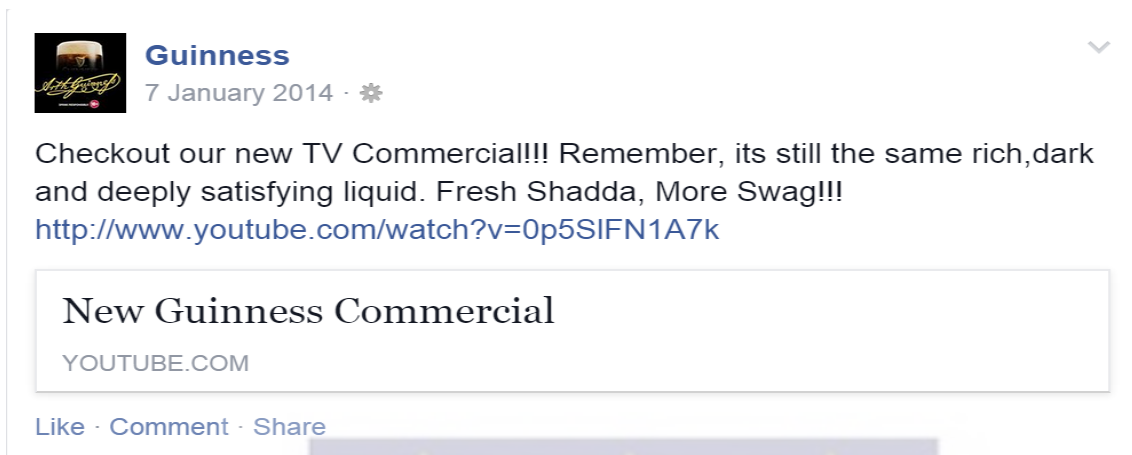 Guinness
7 January 2014 ·
Checkout our new TV Commercial!!! Remember, its still the same rich,dark
and deeply satisfying liquid. Fresh Shadda, More Swag!!!
http://www.youtube.com/watch?v=0p5SlFN1A7k
New Guinness Commercial
YOUTUBE.COM
Like · Comment · Share